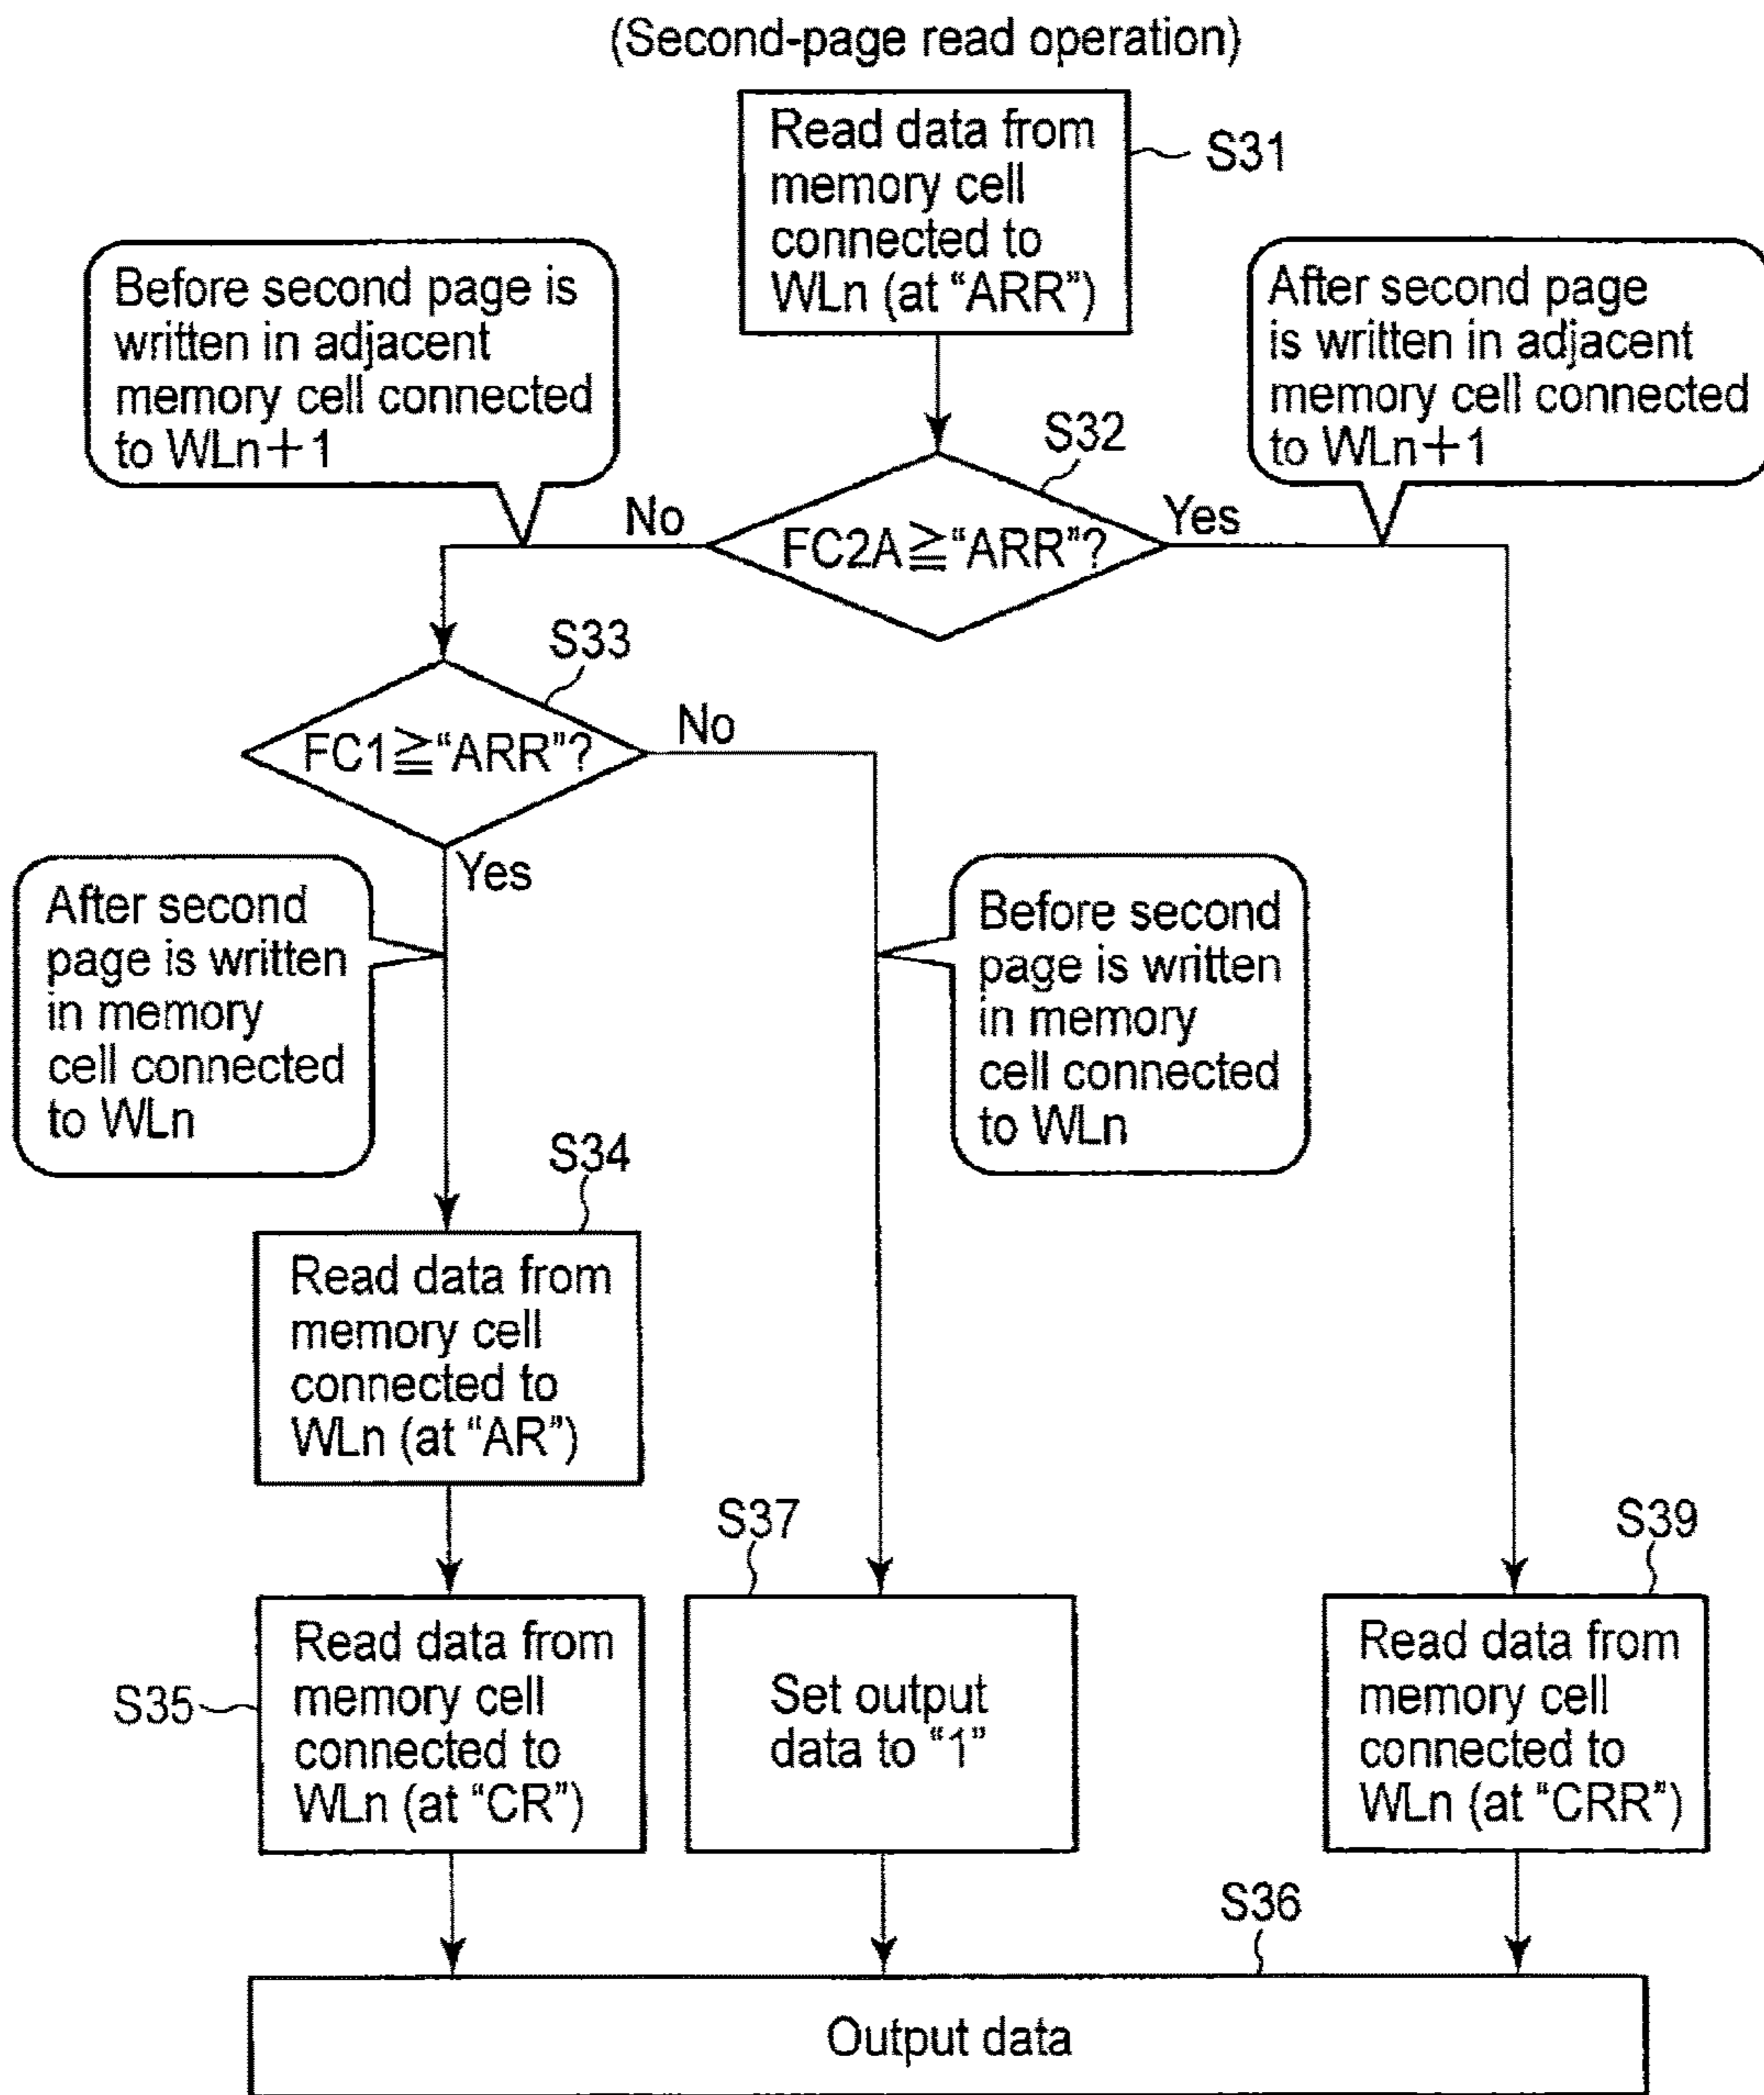 (Second-page read operation)
Read data from
memory cell
connected to
WLn (at “ARR”)
S31
Before second page is
written in adjacent
memory cell connected
to WLn+1
After second page
is written in adjacent
memory cell connected
to WLn+1
S32
No
FC2A≧“ARR”?
Yes
S33
FC1≧“ARR”?
No
Yes
After second
page is written
in memory
cell connected
to WLn
Before second
page is written
in memory
cell connected
to WLn
S34
Read data from
memory cell
connected to
WLn (at “AR”)
S35
Read data from
memory cell
connected to
WLn (at “CR”)
S37
Set output
data to “1”
S39
Read data from
memory cell
connected to
WLn (at “CRR”)
S36
Output data